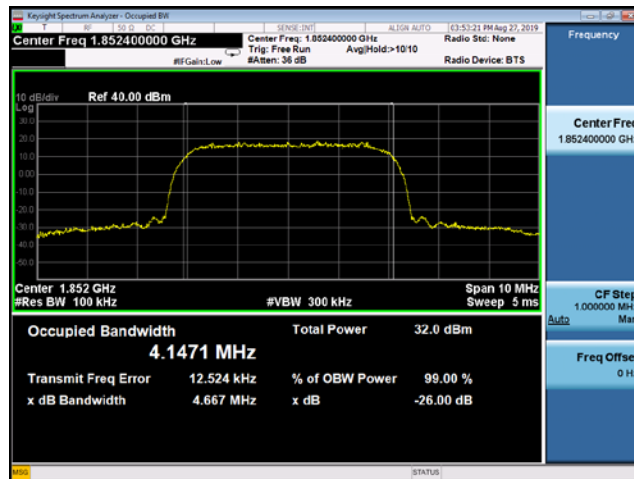 Keysight Spectrum Analyzer - Occupied BW
T RF 50 Ω DC SENSE:INT ALIGN AUTO 03:53:21 PM Aug 27, 2019
Center Freq 1.852400000 GHz Center Freq: 1.852400000 GHz Radio Std: None Frequency
Trig: Free Run Avg|Hold:>10/10
#IFGain:Low #Atten: 36 dB Radio Device: BTS
10 dB/div Ref 40.00 dBm
Log
30.0
20.0
10.0
0.00
-10.0
-20.0
-30.0
-40.0
-50.0
Center Fre
1.852400000 GH
Center 1.852 GHz Span 10 MHz
#Res BW 100 kHz #VBW 300 kHz Sweep 5 ms
CF Step
1.000000 MH
Auto Ma
Occupied Bandwidth Total Power 32.0 dBm
4.1471 MHz
Transmit Freq Error 12.524 kHz % of OBW Power 99.00 %
x dB Bandwidth 4.667 MHz x dB -26.00 dB
Freq Offse
0 H
MSG STATUS